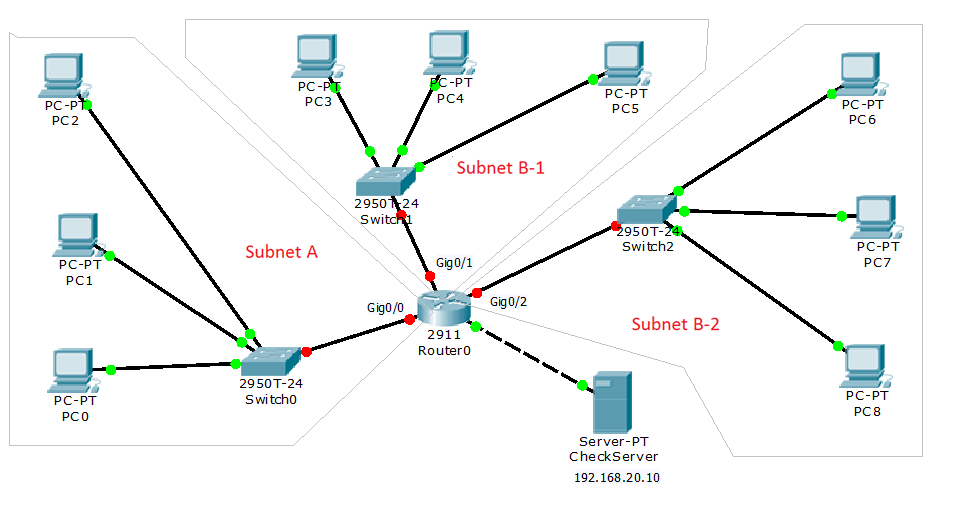 PC-PT
PC2
PC-PT
PC3
PC-PT
PC4
PC-PT
PC5
PC-PT
PC6
Subnet B-1
2950T-24
Switch1
2950T-24
Switch2
PC-PT
PC7
PC-PT
PC1
Subnet A
Gig0/1
Gig0/0
Gig0/2
2911
Router0
Subnet B-2
2950T-24
Switch0
PC-PT
PC0
PC-PT
PC8
Server-PT
CheckServer
192.168.20.10